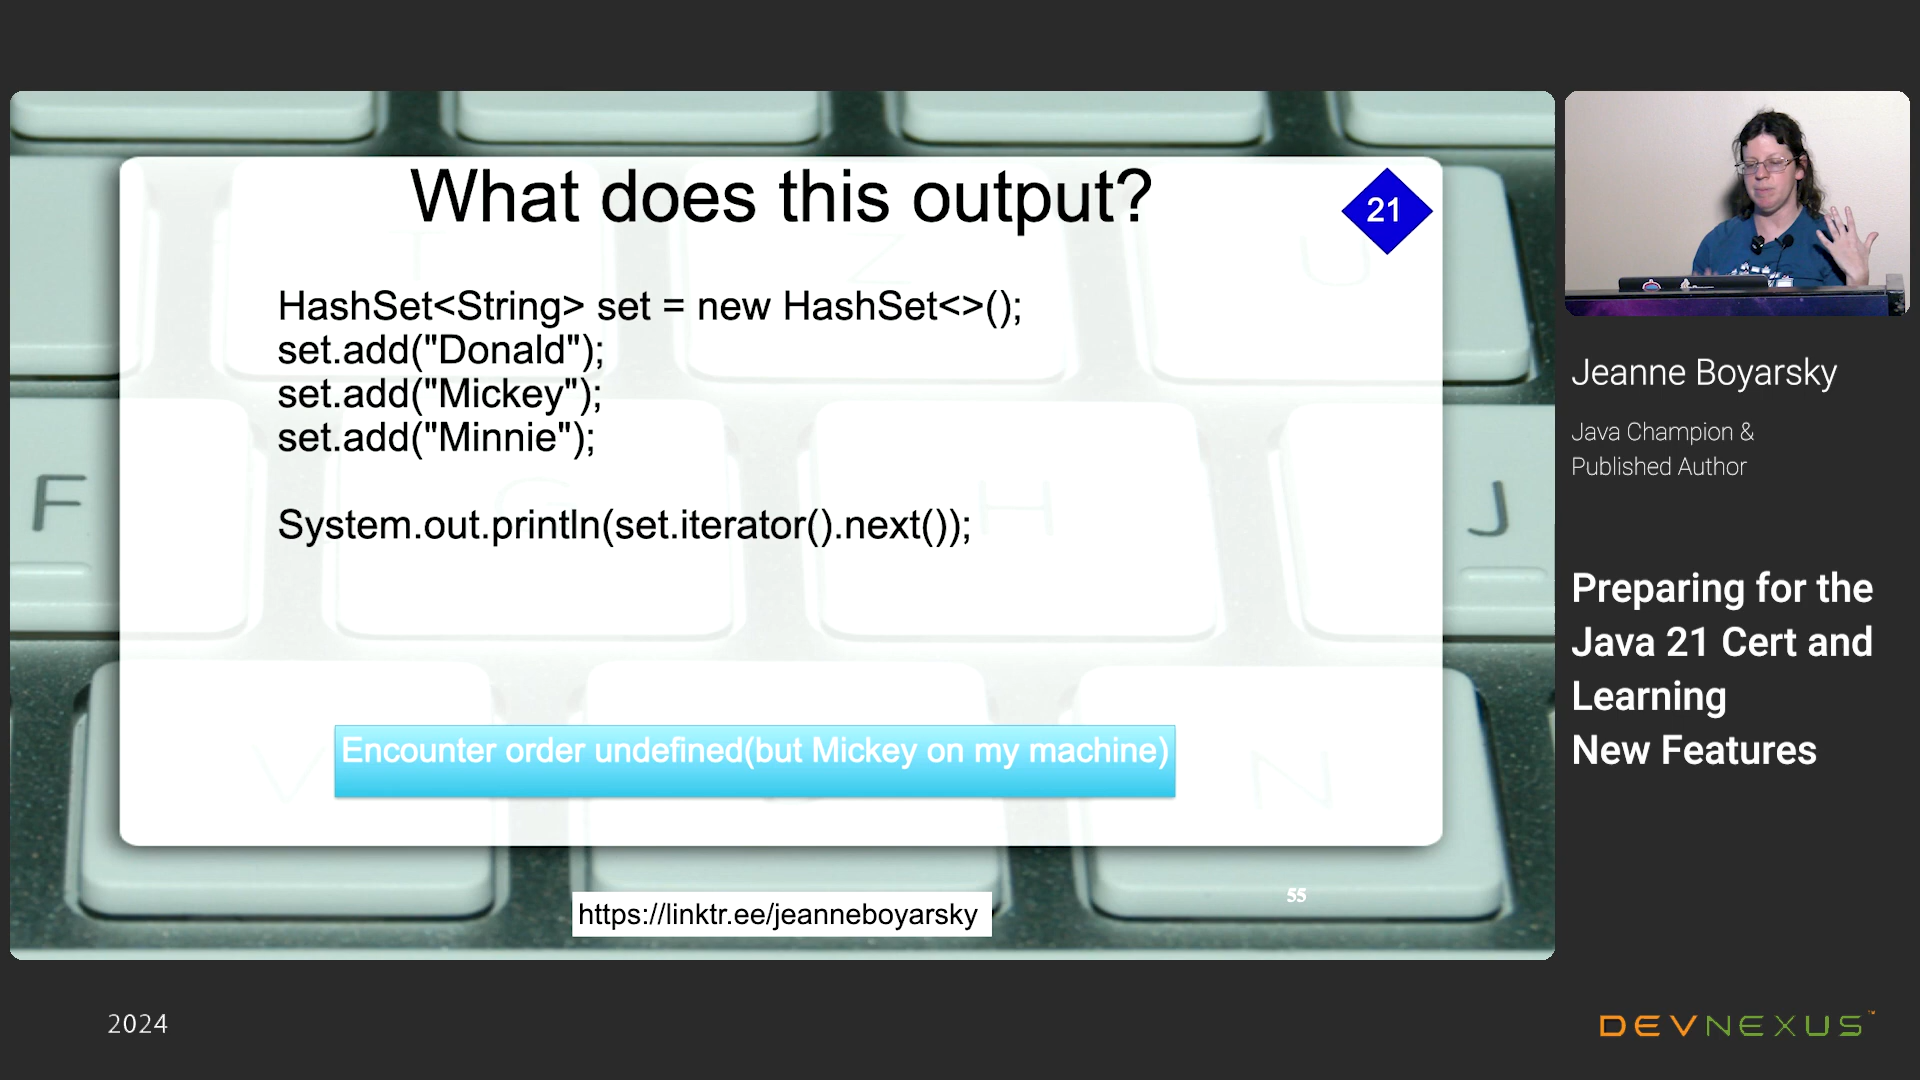 What does this output?
21
HashSet<String> set = new HashSet<>();
set.add("Donald");
set.add("Mickey");
set.add("Minnie");
System.out.println(set.iterator().next());
F
J
Encounter order undefined(but Mickey on my machine)
N
55
https://linktr.ee/jeanneboyarsky
Jeanne Boyarsky
Java Champion &
Published Author
Preparing for the
Java 21 Cert and
Learning
New Features
2024
DEVNEXUS™